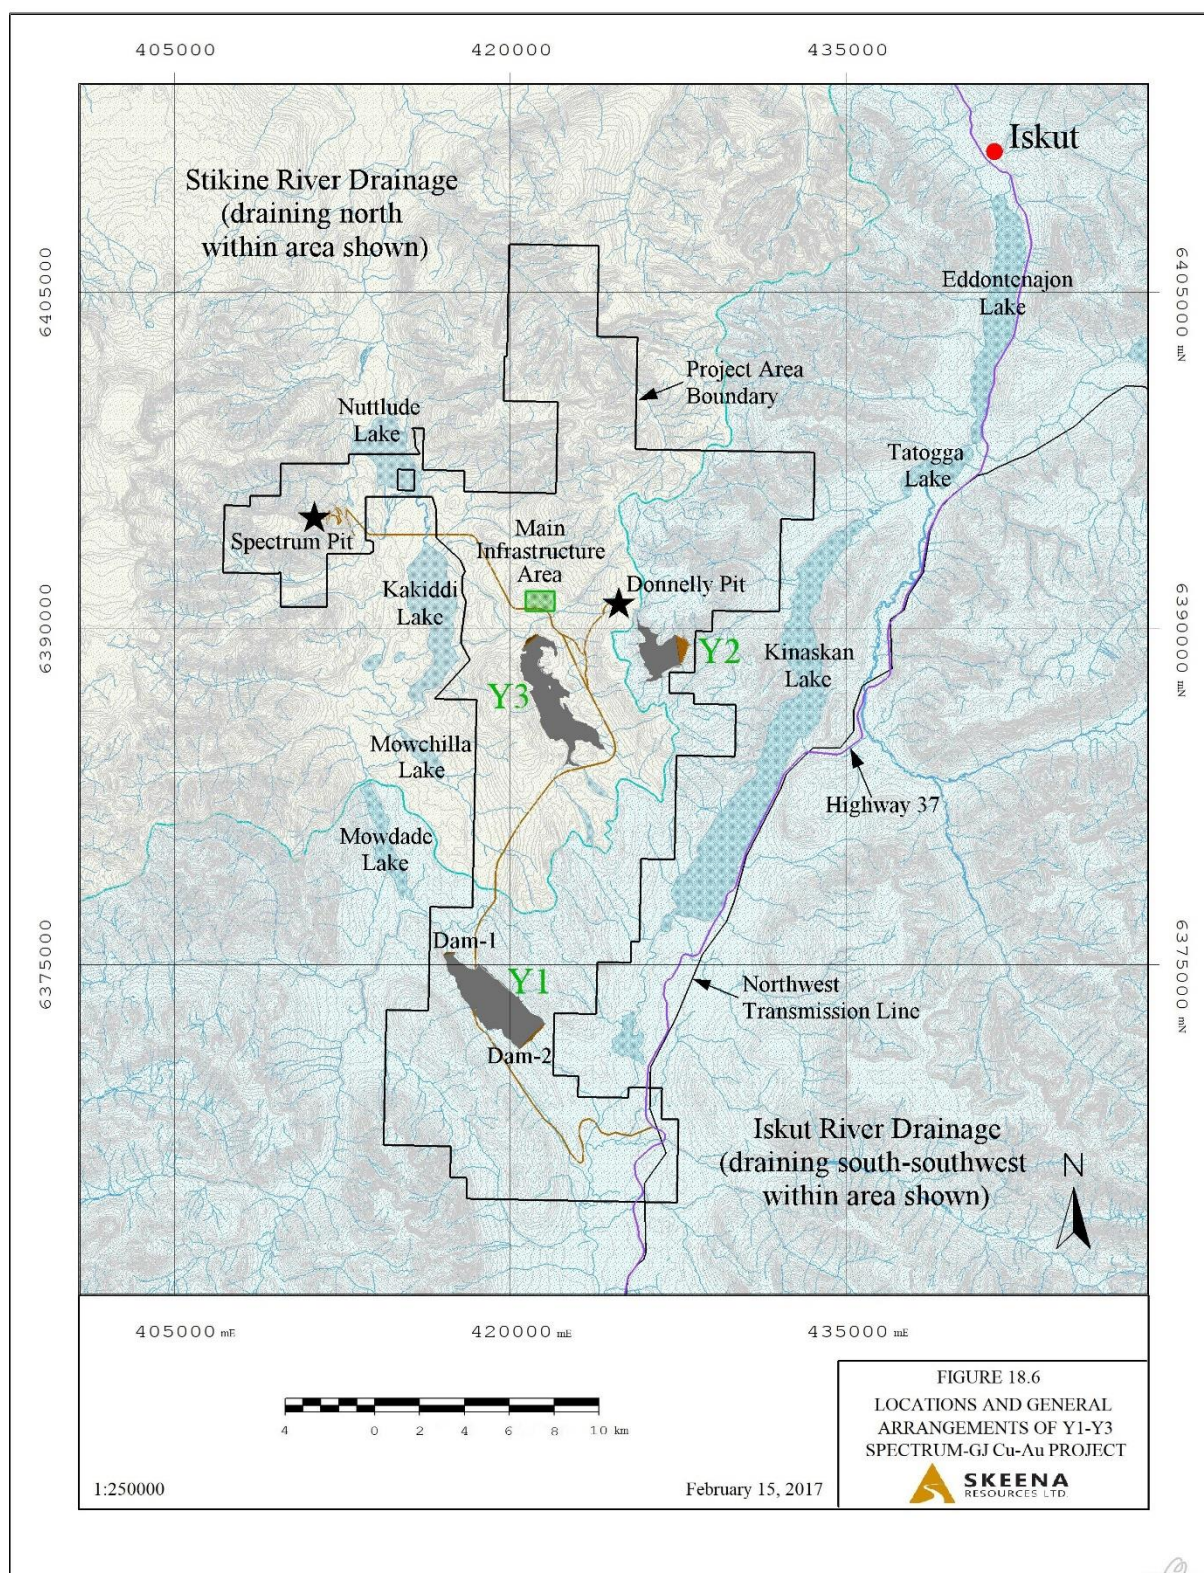 405000
420000
435000
Iskut
Stikine River Drainage
(draining north
within area shown)
6405000
Eddontenajon
Lake
6405000 mN
Project Area
Boundary
Nuttlude
Lake
Tatogga
Lake
Spectrum Pit
Main
Infrastructure
Area
Donnelly Pit
Kakiddi
Lake
6390000
Y2
Kinaskan
Lake
6390000 mN
Y3
Mowchilla
Lake
Highway 37
Mowdade
Lake
Dam-1
6375000
Y1
Northwest
Transmission Line
6375000 mN
Dam-2
Iskut River Drainage
(draining south-southwest
within area shown)
N
405000 mE
420000 mE
435000 mE
4 0 2 4 6 8 10 km
FIGURE 18.6
LOCATIONS AND GENERAL
ARRANGEMENTS OF Y1-Y3
SPECTRUM-GJ Cu-Au PROJECT
SKEENA
RESOURCES LTD.
1:250000
February 15, 2017